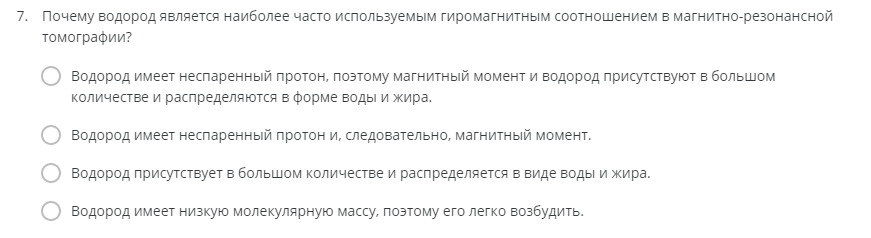 7. Почему водород является наиболее часто используемым гиромагнитным соотношением в магнитно-резонансной
томографии?
Водород имеет неспаренный протон, поэтому магнитный момент и водород присутствуют в большом
количестве и распределяются в форме воды и жира.
Водород имеет неспаренный протон и, следовательно, магнитный момент.
Водород присутствует в большом количестве и распределяется в виде воды и жира.
Водород имеет низкую молекулярную массу, поэтому его легко возбудить.